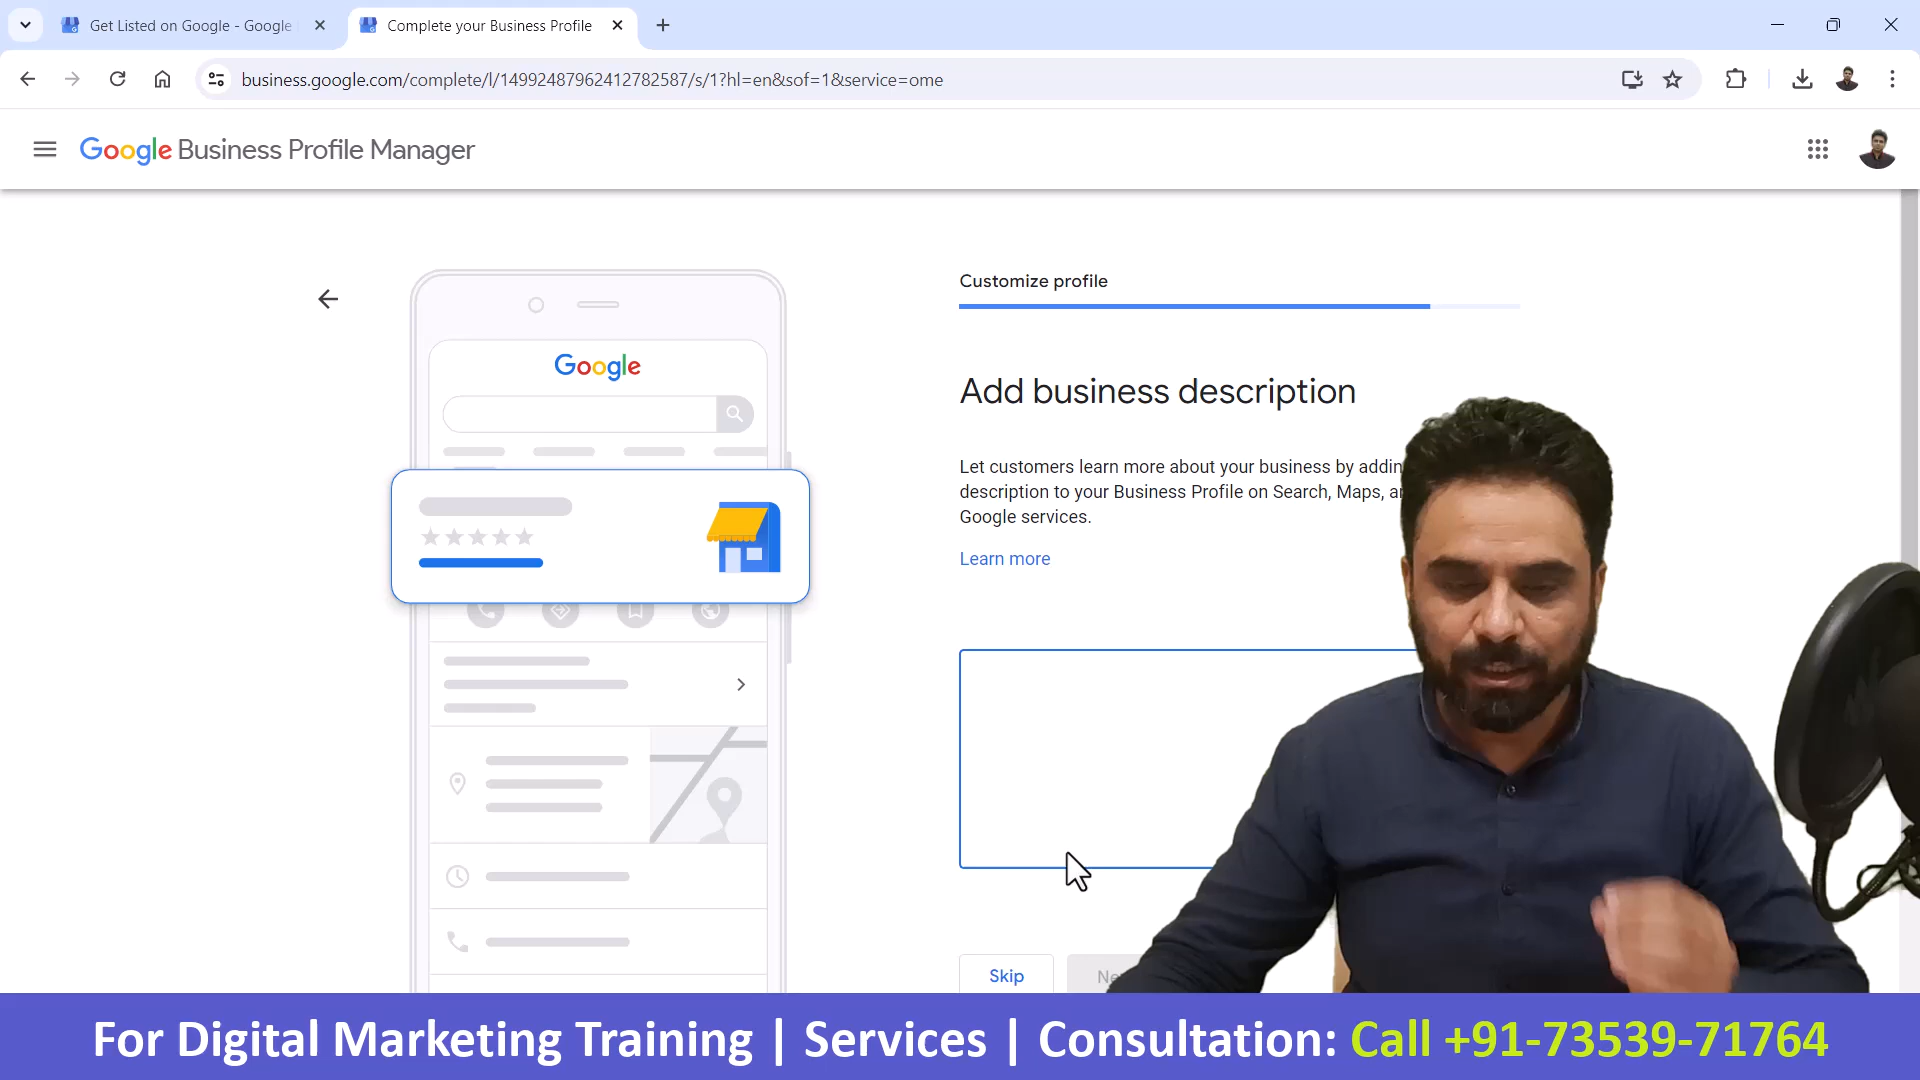 Get Listed on Google - Google
Complete your Business Profile
business.google.com/complete/l/14992487962412782587/s/1?hl=en&sof=1&service=ome
Google Business Profile Manager
Customize profile
Google
Add business description
Let customers learn more about your business by addin
description to your Business Profile on Search, Maps,
Google services.
Learn more
Skip
For Digital Marketing Training | Services | Consultation: Call +91-73539-71764